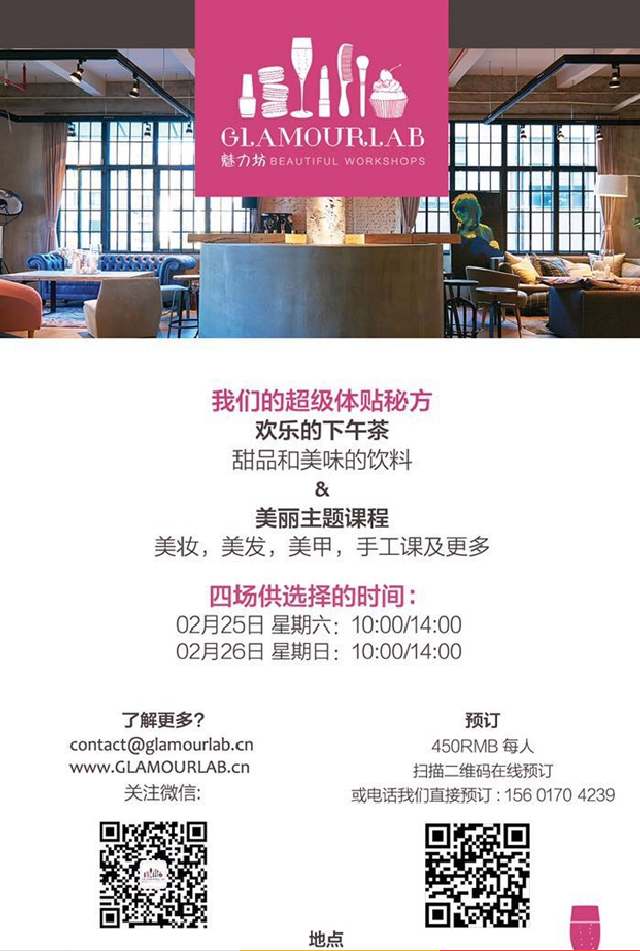 GLAMOURLAB
魅力坊 BEAUTIFUL WORKSHOPS
我们的超级体贴秘方
欢乐的下午茶
甜品和美味的饮料
&
美丽主题课程
美妆，美发，美甲，手工课及更多
四场供选择的时间：
02月25日 星期六：10:00/14:00
02月26日 星期日：10:00/14:00
了解更多？
contact@glamourlab.cn
www.GLAMOURLAB.cn
关注微信:
预订
450RMB 每人
扫描二维码在线预订
或电话我们直接预订 : 156 0170 4239
地点